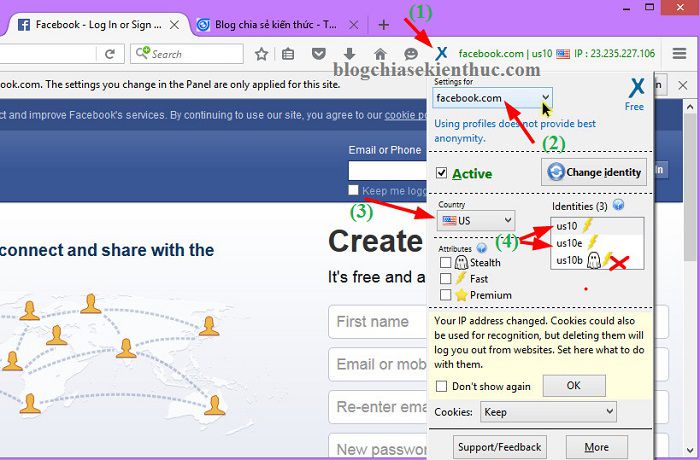 (1)
Facebook - Log In or Sign ...
Blog chia sẻ kiến thức - T...
Search
facebook.com | us10 IP : 23.235.227.106
blogchiasekienthuc.com
com. The settings you change in the Panel are only applied for this site.
Settings for
facebook.com
X
Free
ct and improve Facebook's services. By continuing to use our site, you agree to our cookie
Using profiles does not provide best
anonymity.
(2)
Email or Phone
Active
Change identity
Keep me logg
(3)
Country
US
Identities (3)
us10
us10e
us10b
(4)
Attributes
Stealth
Fast
Premium
connect and share with the
Create
It's free and a
First name
Email or mob
Re-enter ema
New password
Your IP address changed. Cookies could also
be used for recognition, but deleting them will
log you out from websites. Set here what to do
with them.
Don't show again
OK
Cookies:
Keep
Support/Feedback
More